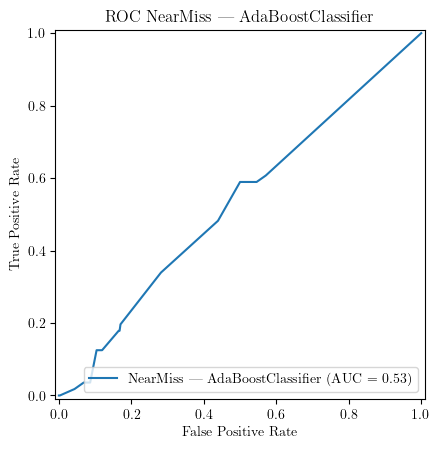 ROC NearMiss — AdaBoostClassifier
1.0
0.8
0.6
0.4
0.2
0.0
True Positive Rate
NearMiss — AdaBoostClassifier (AUC = 0.53)
0.0 0.2 0.4 0.6 0.8 1.0
False Positive Rate